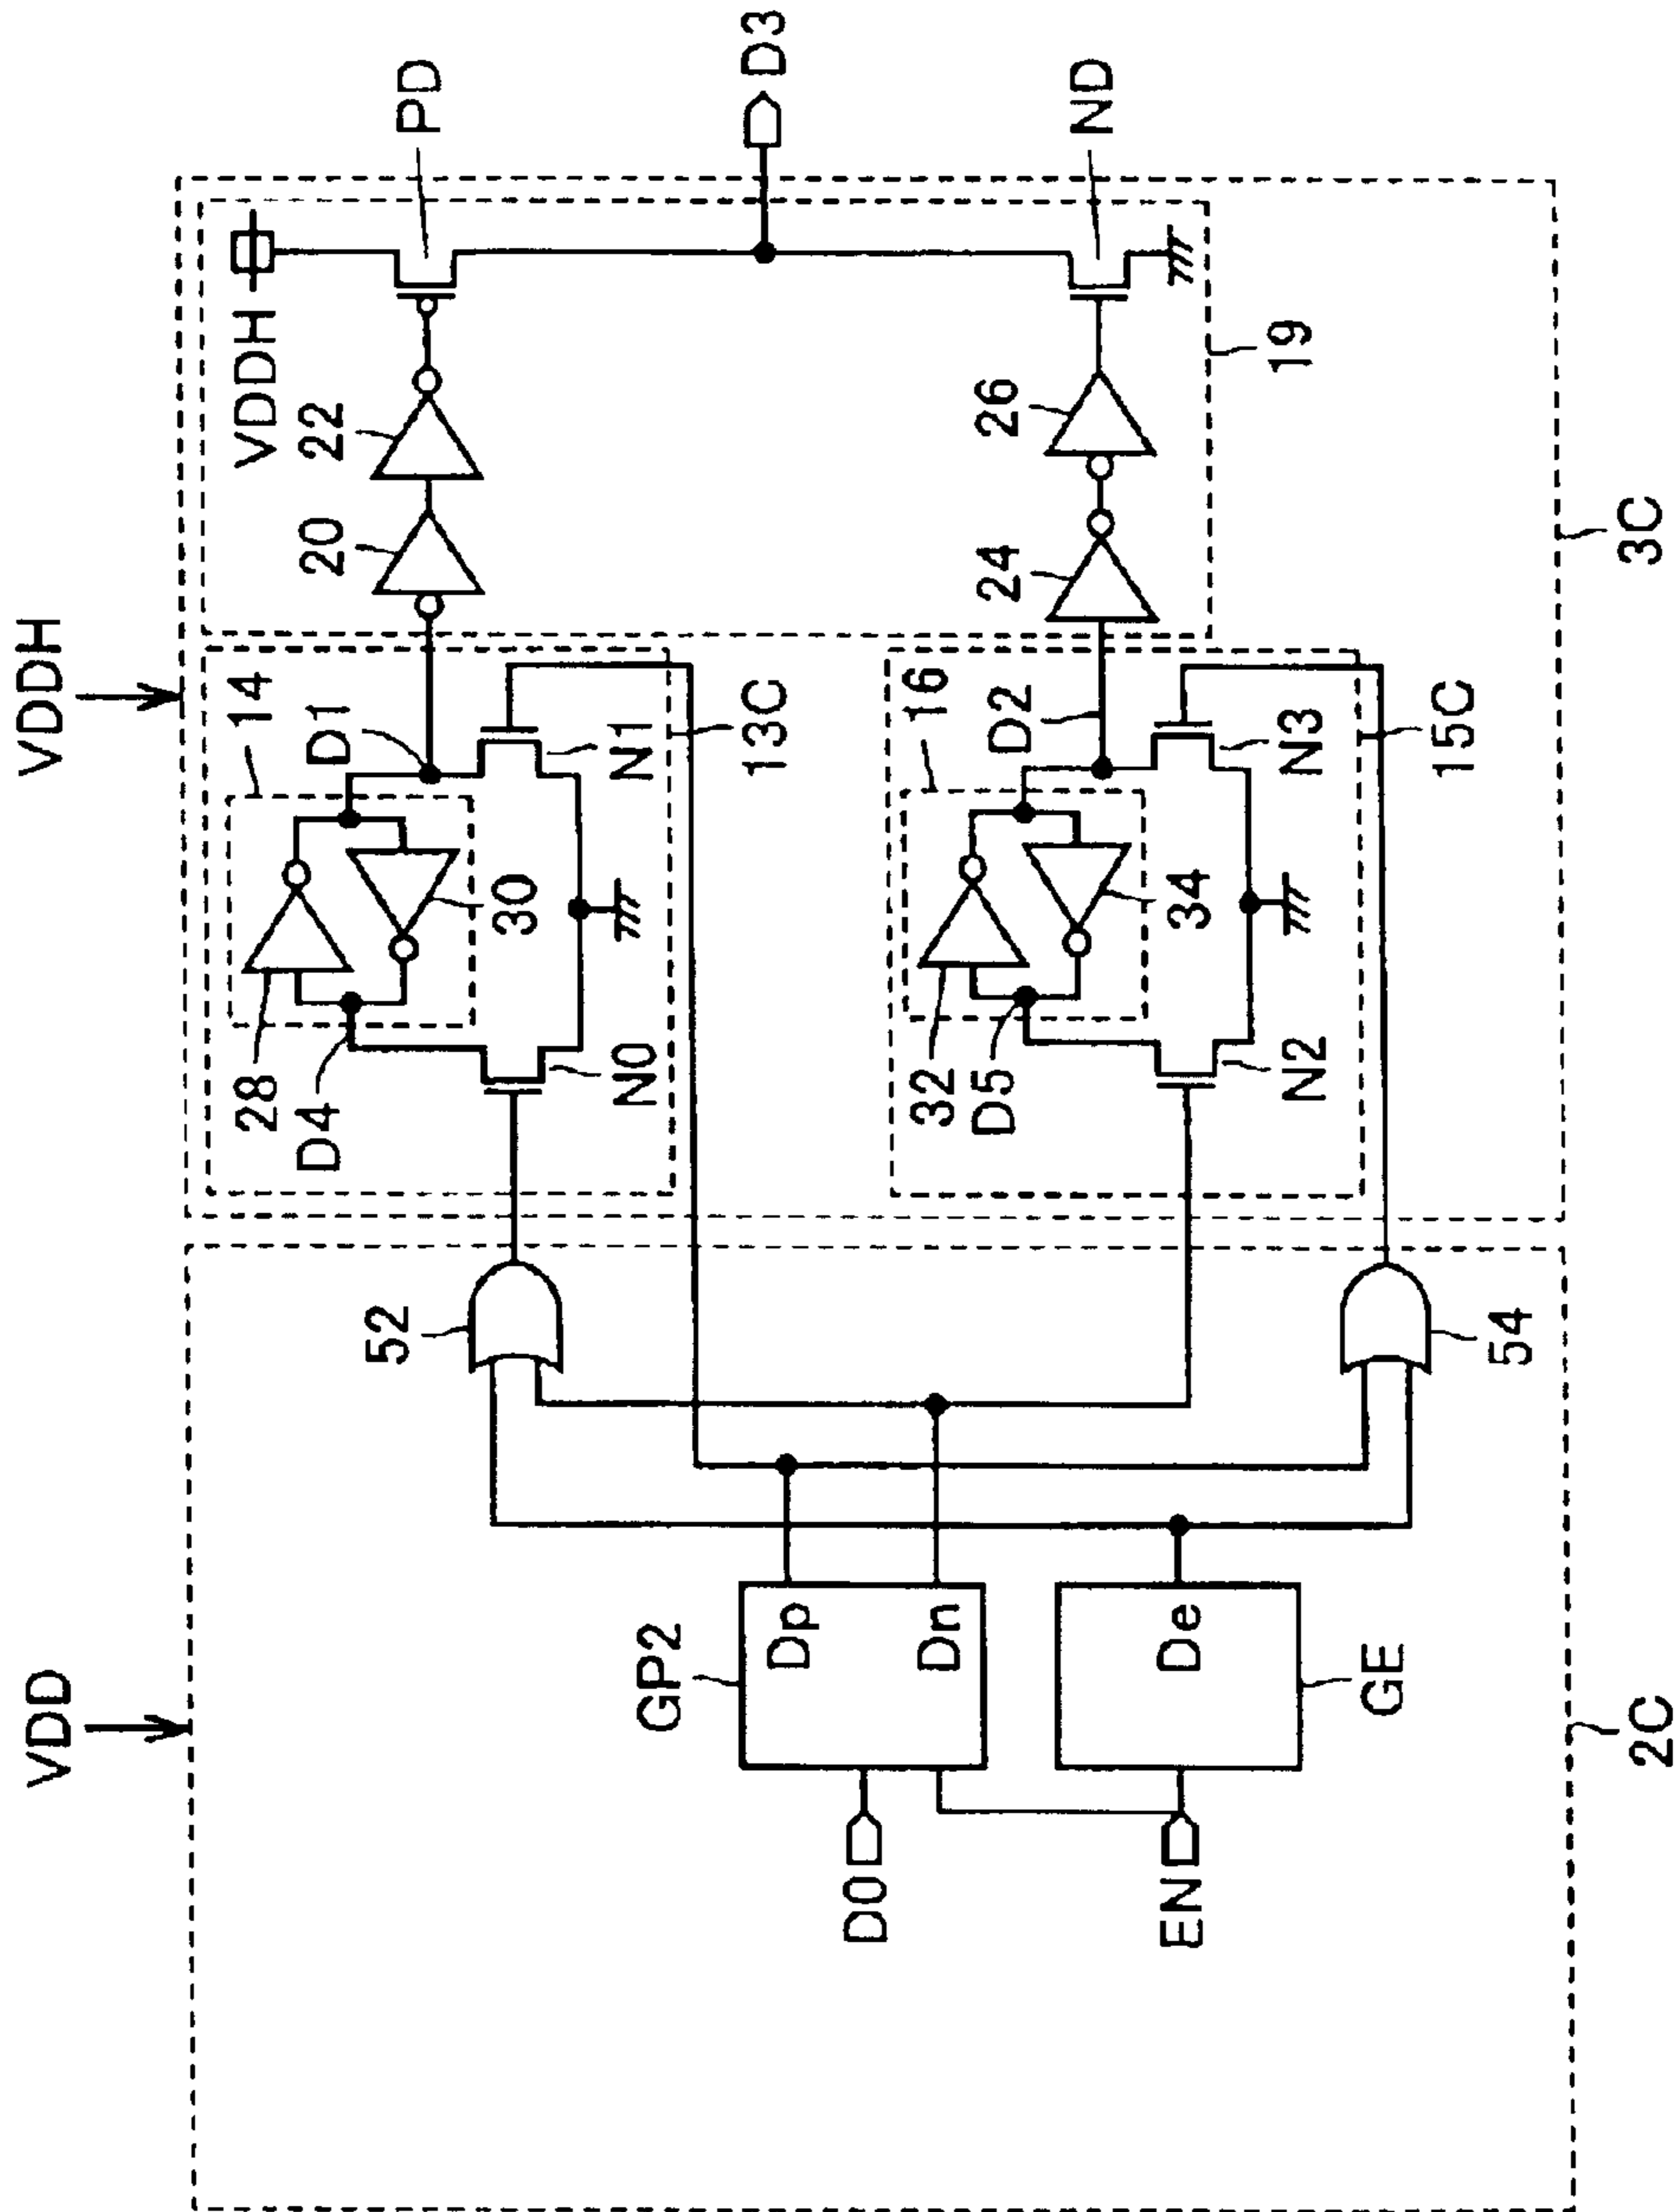 VDD
VDDH
2C
3C
D0
EN
GP2
Dp
Dn
De
GE
52
54
14
28
D4
30
D1
N0
N1
13C
16
32
D5
34
D2
N2
N3
15C
VDDH
20
22
PD
D3
24
26
ND
19